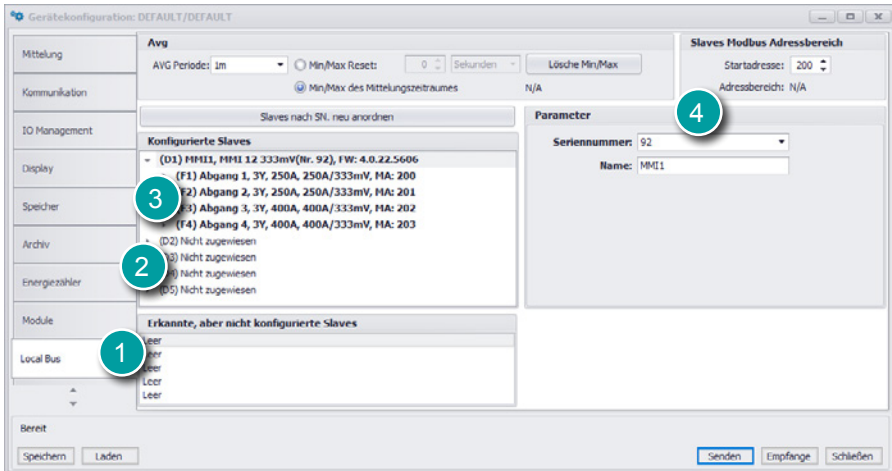 Gerätekonfiguration: DEFAULT/DEFAULT
Mittelung
Kommunikation
IO Management
Display
Speicher
Archiv
Energiezähler
Module
Local Bus
Avg
AVG Periode: 1m
Min/Max Reset: 0 Sekunden
Lösche Min/Max
Min/Max des Mittelungszeitraumes
N/A
Slaves Modbus Adressbereich
Startadresse: 200
Adressbereich: N/A
Slaves nach SN. neu anordnen
Konfigurierte Slaves
(D1) MMI1, MMI 12 333mV(Nr. 92), FW: 4.0.22.5606
(F1) Abgang 1, 3Y, 250A, 250A/333mV, MA: 200
F2) Abgang 2, 3Y, 250A, 250A/333mV, MA: 201
F3) Abgang 3, 3Y, 400A, 400A/333mV, MA: 202
(F4) Abgang 4, 3Y, 400A, 400A/333mV, MA: 203
(D2) Nicht zugewiesen
3) Nicht zugewiesen
) Nicht zugewiesen
(D5) Nicht zugewiesen
Parameter
Seriennummer: 92
Name: MMI1
Erkannte, aber nicht konfigurierte Slaves
Leer
eer
Leer
Leer
Leer
1
2
3
4
Bereit
Speichern
Laden
Senden
Empfange
Schließen